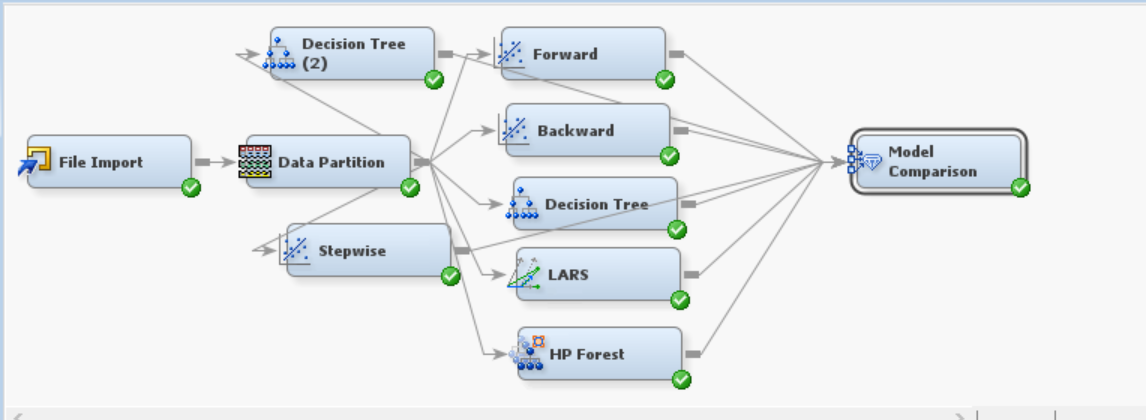 Decision Tree
(2)
Forward
Backward
File Import
Data Partition
Model
Comparison
Decision Tree
Stepwise
LARS
HP Forest